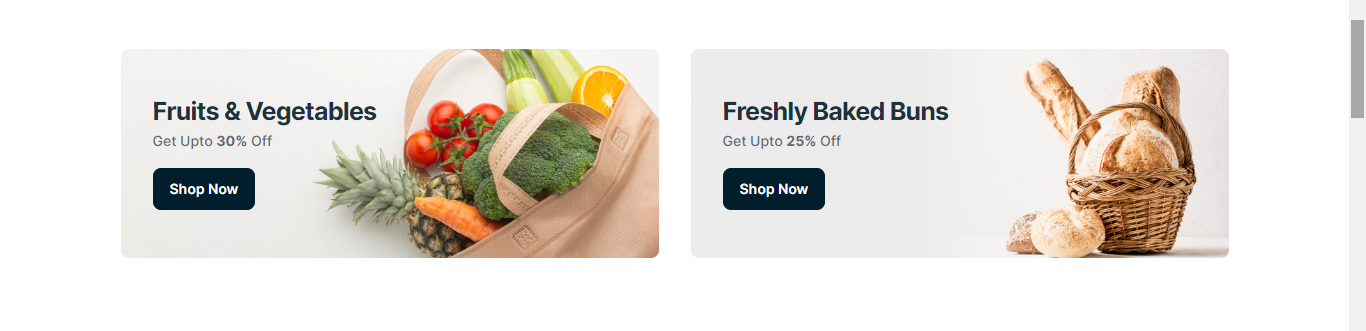 Fruits & Vegetables
Get Upto 30% Off
Shop Now
Freshly Baked Buns
Get Upto 25% Off
Shop Now